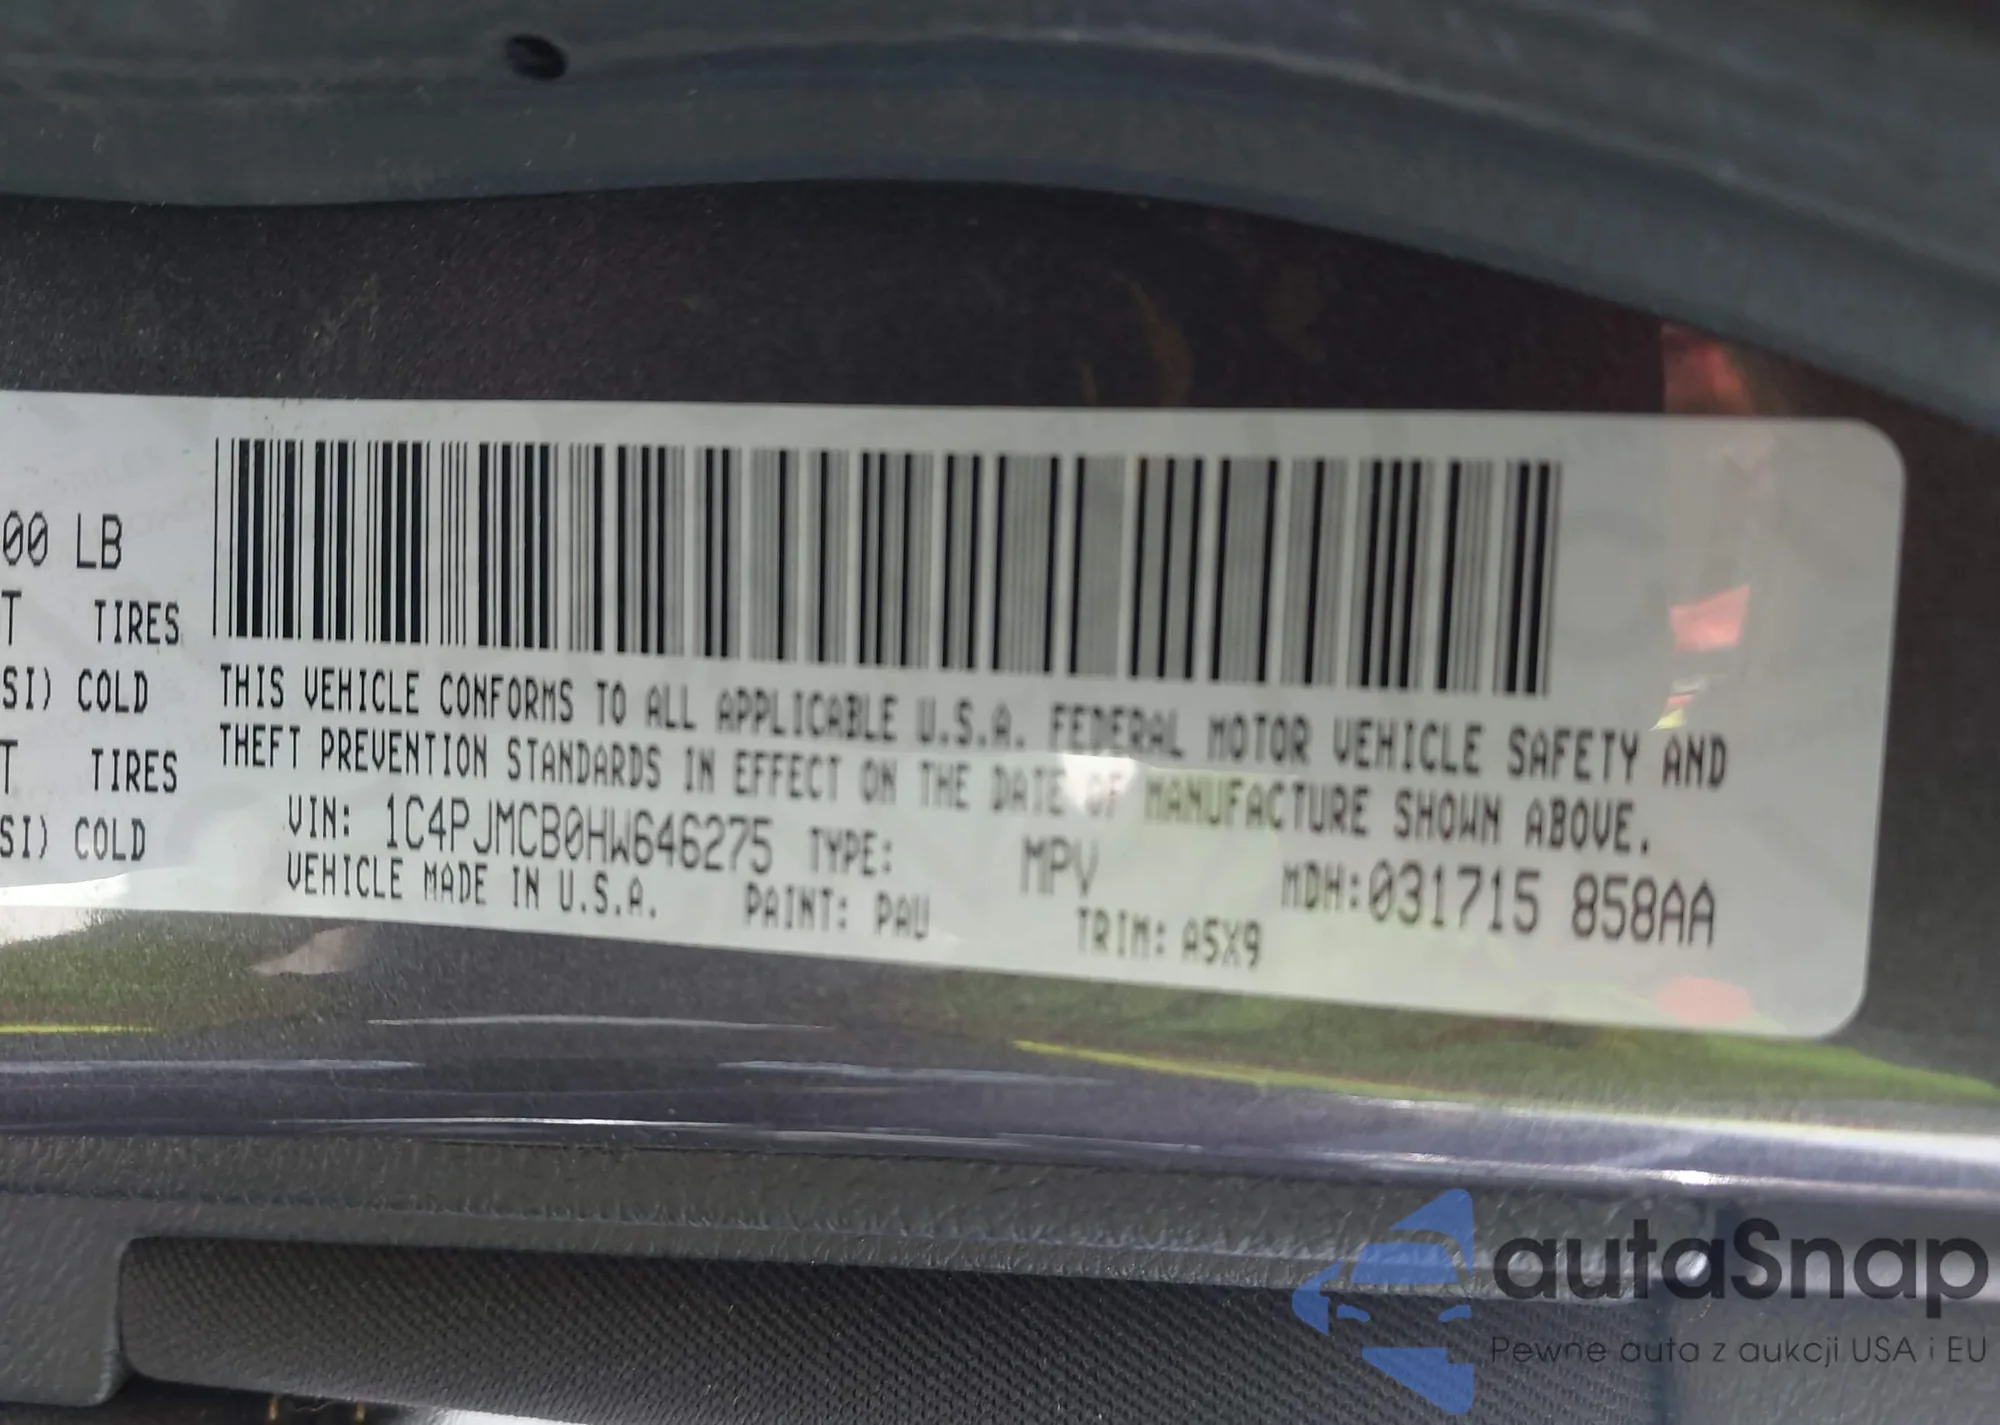 00 LB
T TIRES
SI) COLD
T TIRES
SI) COLD
THIS VEHICLE CONFORMS TO ALL APPLICABLE U.S.A. FEDERAL MOTOR VEHICLE SAFETY AND
THEFT PREVENTION STANDARDS IN EFFECT ON THE DATE OF MANUFACTURE SHOWN ABOVE.
VIN: 1C4PJMCB0HW646275 TYPE: MPV MDH:031715 858AA
VEHICLE MADE IN U.S.A. PAINT: PAU TRIM: A5X9
autaSnap
Pewne auta z aukcji USA i EU